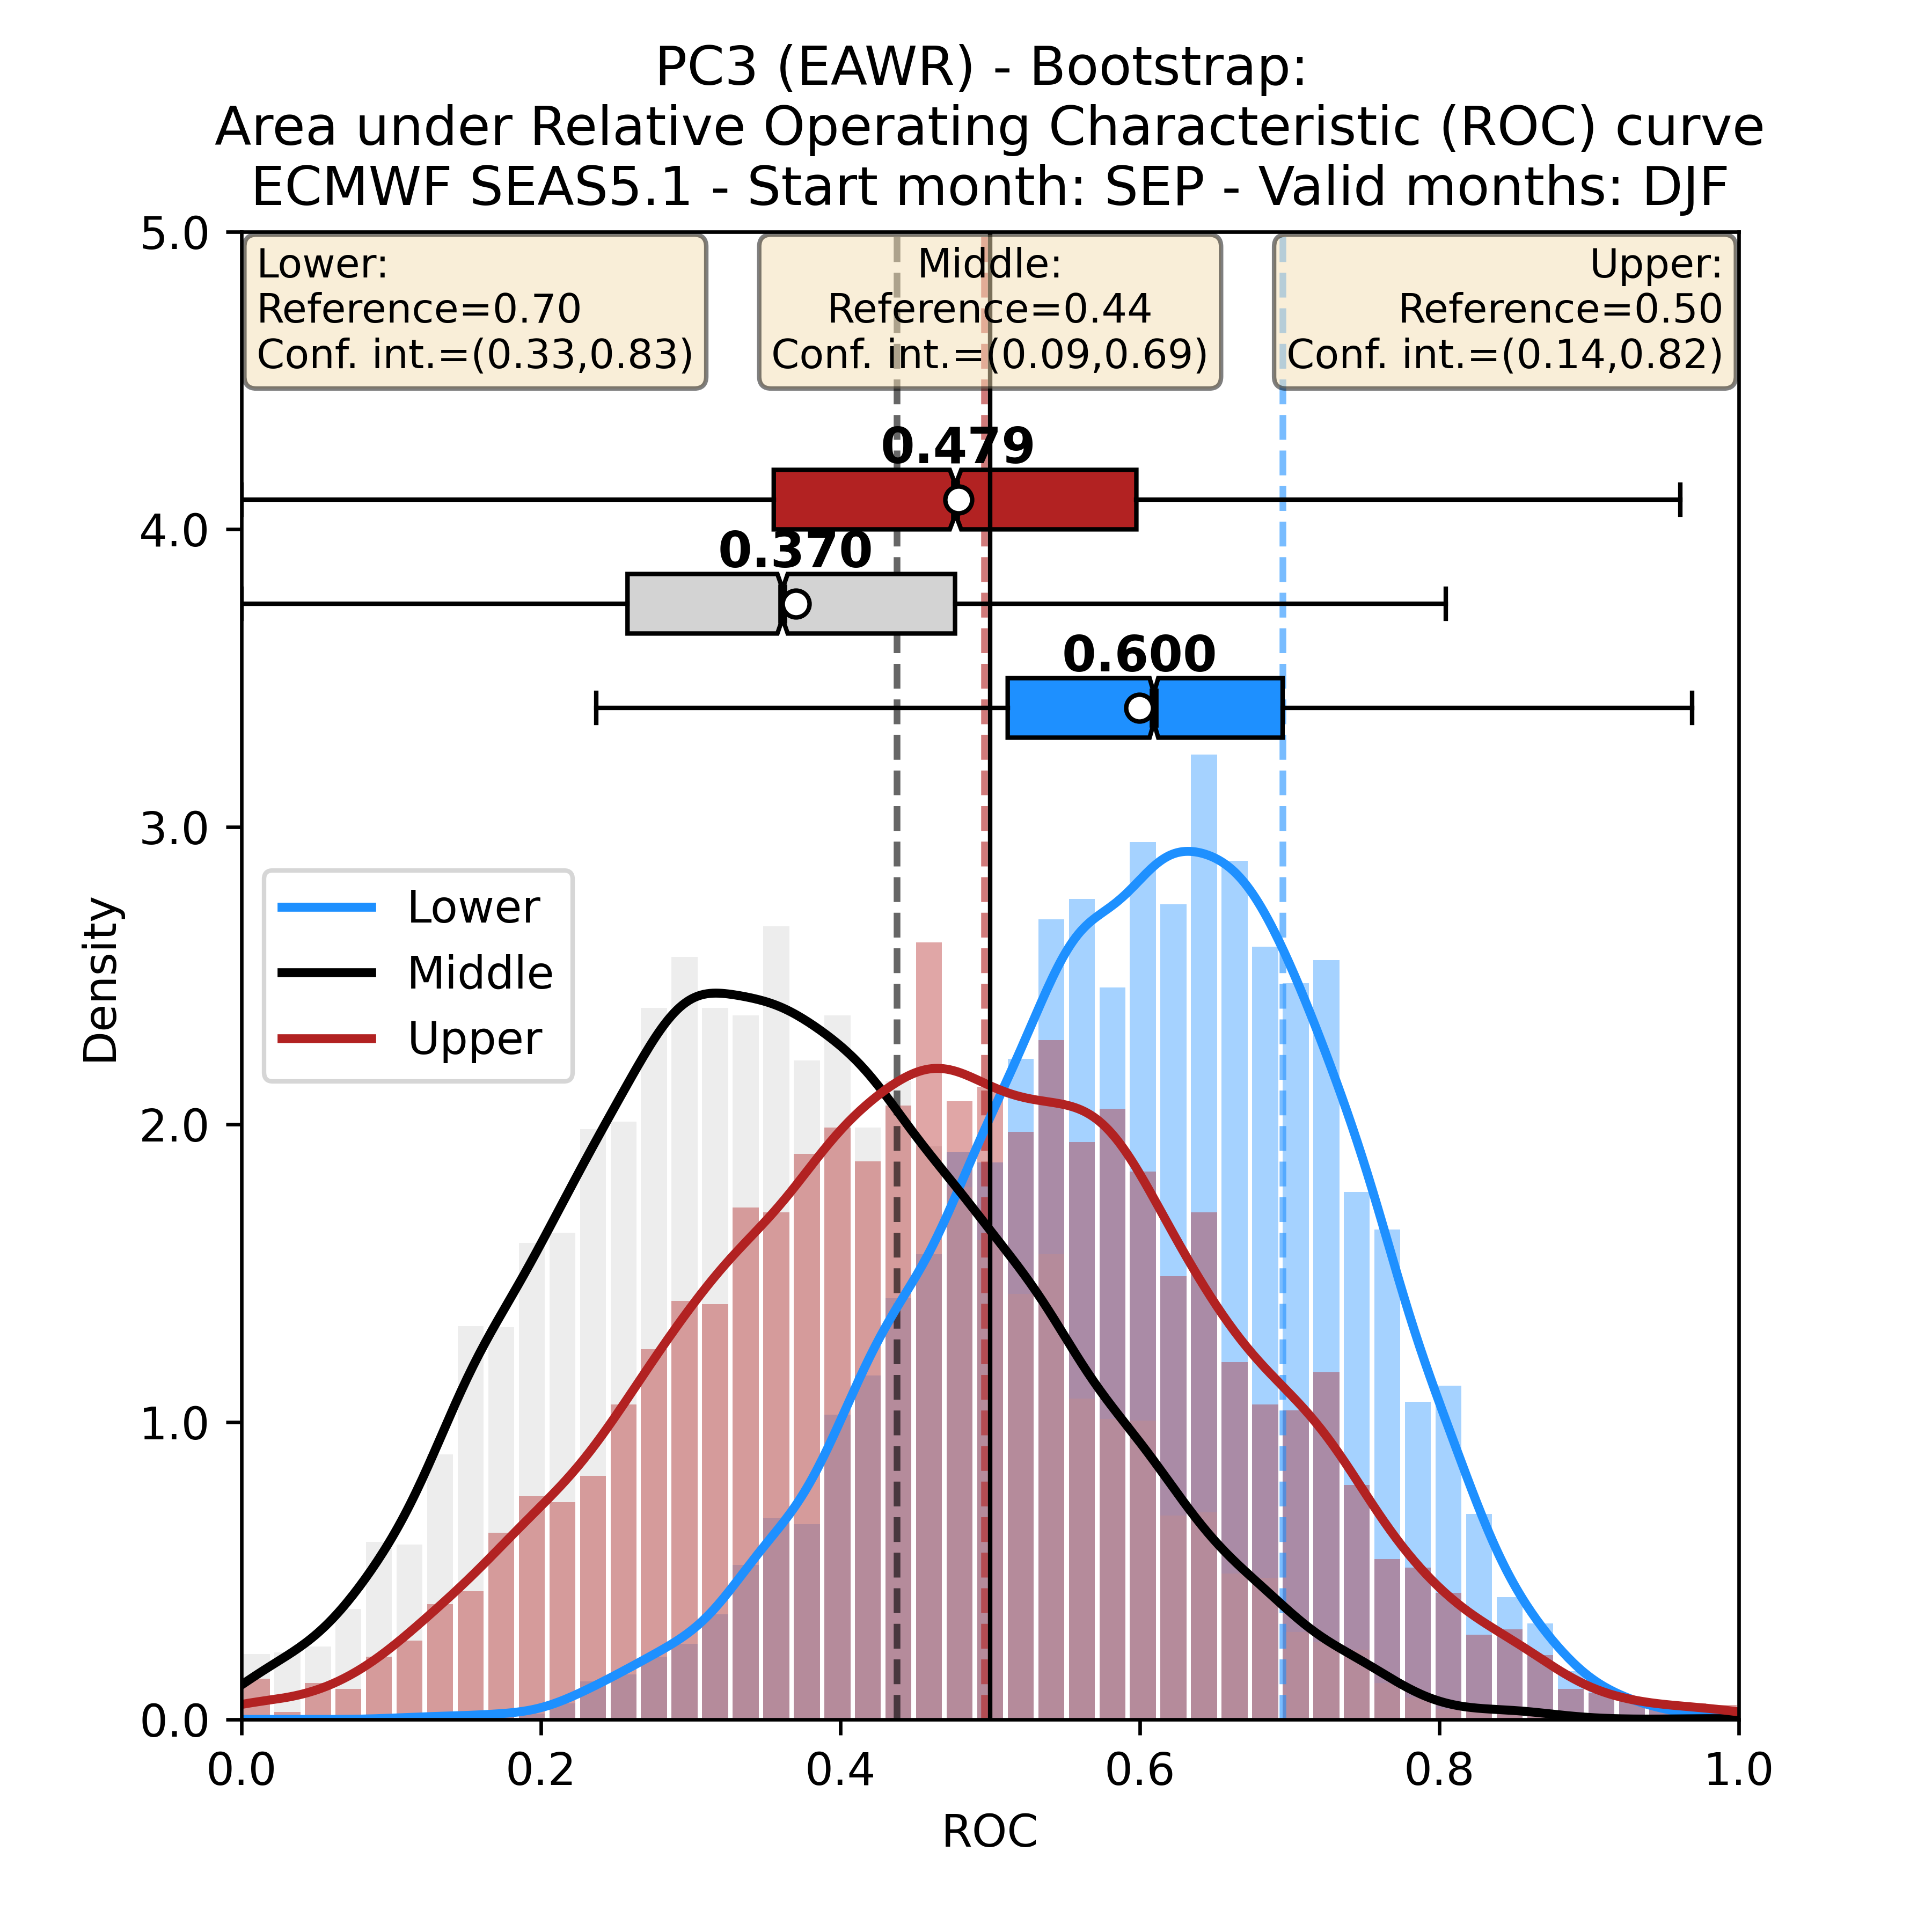 PC3 (EAWR) - Bootstrap:
Area under Relative Operating Characteristic (ROC) curve
ECMWF SEAS5.1 - Start month: SEP - Valid months: DJF
Lower:
Reference=0.70
Conf. int.=(0.33,0.83)
Middle:
Reference=0.44
Conf. int.=(0.09,0.69)
Upper:
Reference=0.50
Conf. int.=(0.14,0.82)
0.479
0.370
0.600
5.0
4.0
3.0
2.0
1.0
0.0
Density
Lower
Middle
Upper
0.0
0.2
0.4
0.6
0.8
1.0
ROC